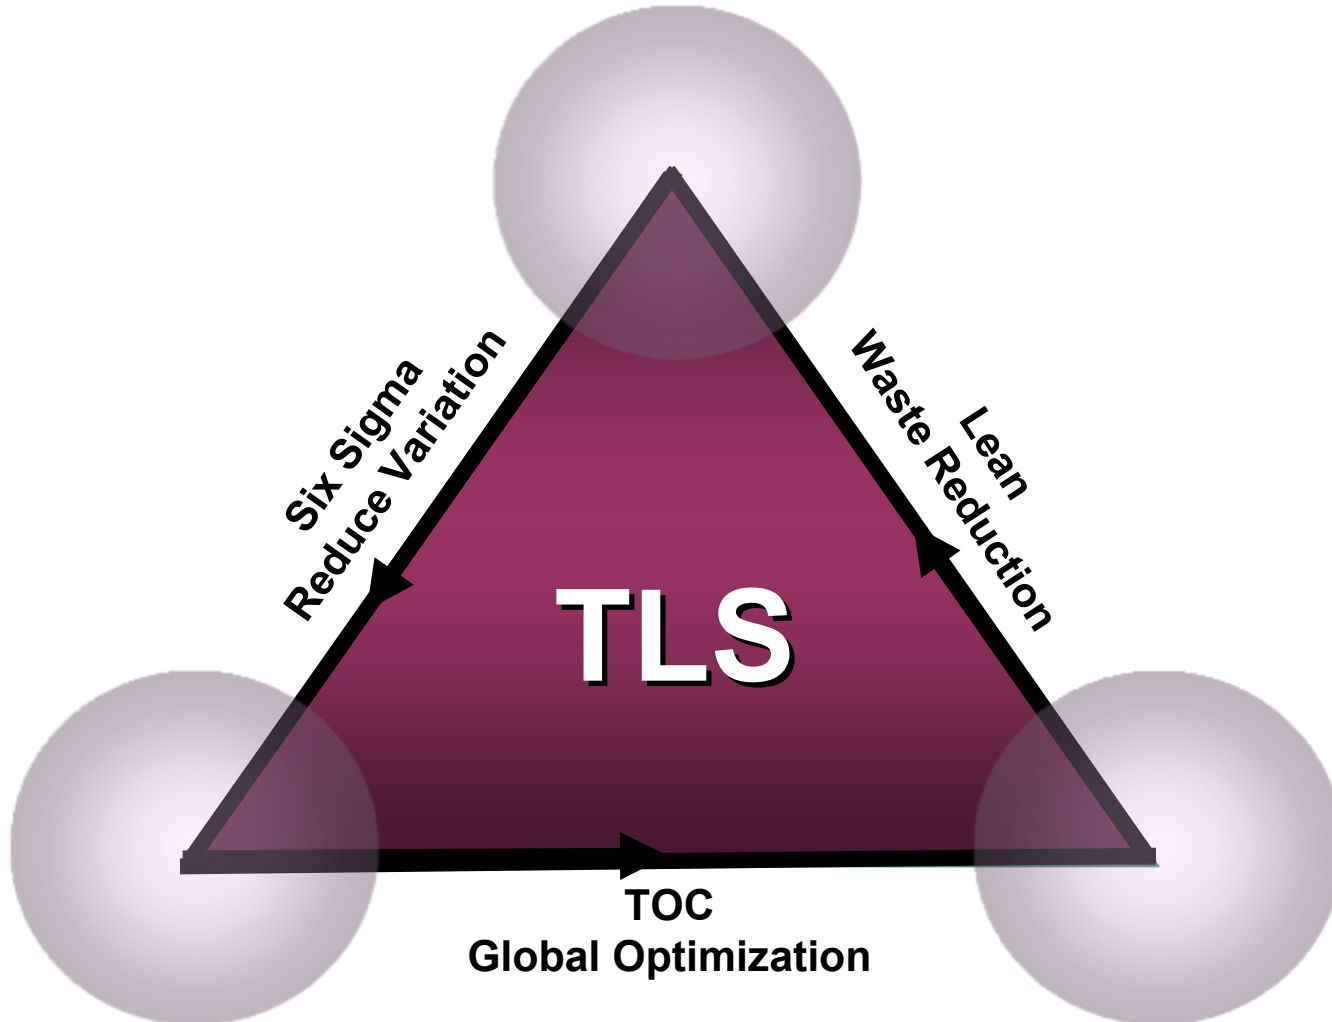 Six Sigma
Reduce Variation
Lean
Waste Reduction
TLS
TOC
Global Optimization